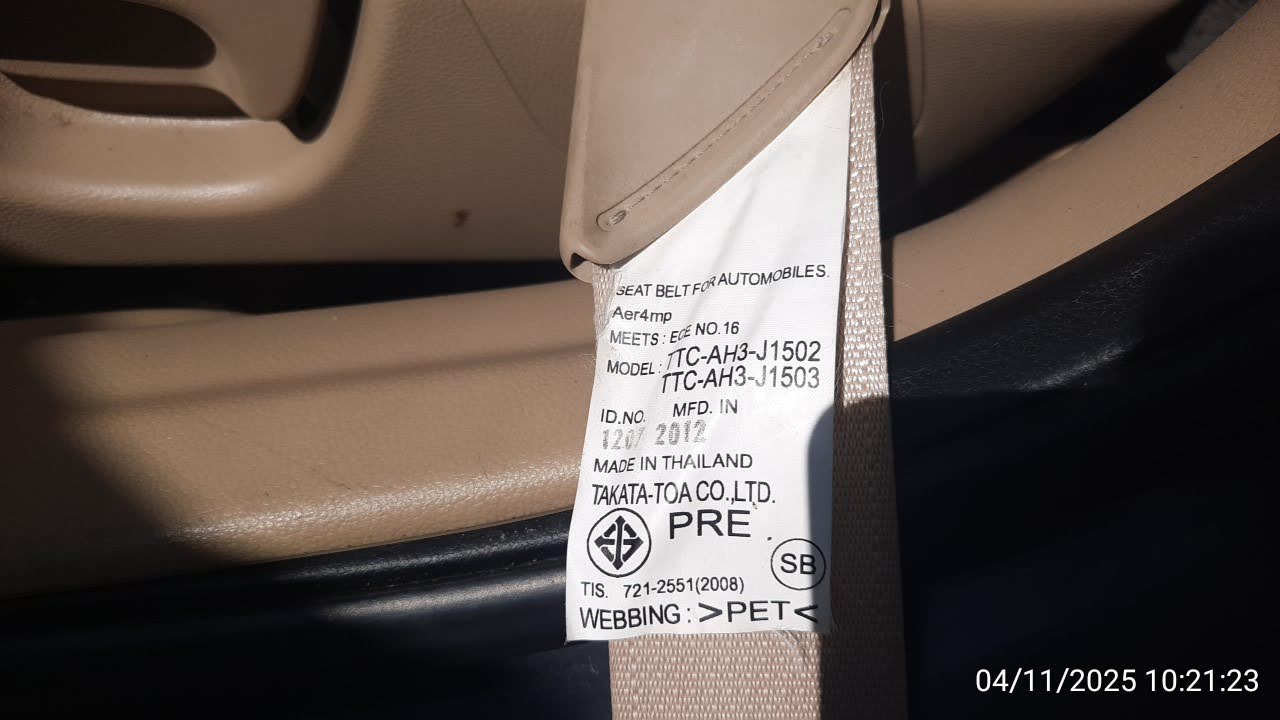 SEAT BELT FOR AUTOMOBILES.
Aer4mp
MEETS : ECE NO.16
MODEL : TTC-AH3-J1502
TTC-AH3-J1503
ID.NO. MFD. IN
1207 2012
MADE IN THAILAND
TAKATA-TOA CO.,LTD.
PRE
SB
TIS. 721-2551(2008)
WEBBING : >PET<
04/11/2025 10:21:23